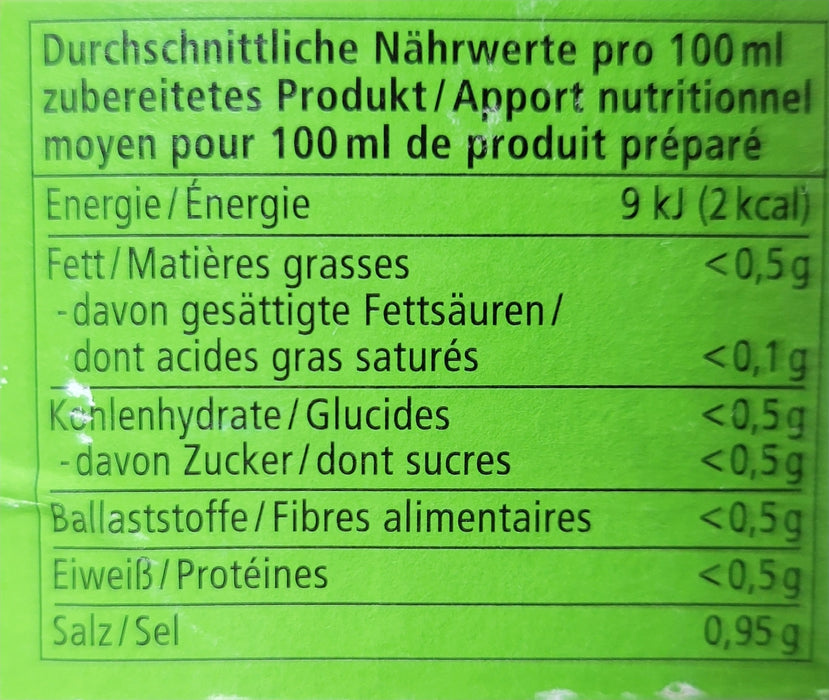 Durchschnittliche Nährwerte pro 100 ml
zubereitetes Produkt / Apport nutritionnel
moyen pour 100 ml de produit préparé
Energie / Énergie 9 kJ (2 kcal)
Fett / Matières grasses <0,5 g
- davon gesättigte Fettsäuren /
dont acides gras saturés <0,1 g
Kohlenhydrate / Glucides <0,5 g
- davon Zucker / dont sucres <0,5 g
Ballaststoffe / Fibres alimentaires <0,5 g
Eiweiß / Protéines <0,5 g
Salz / Sel 0,95 g